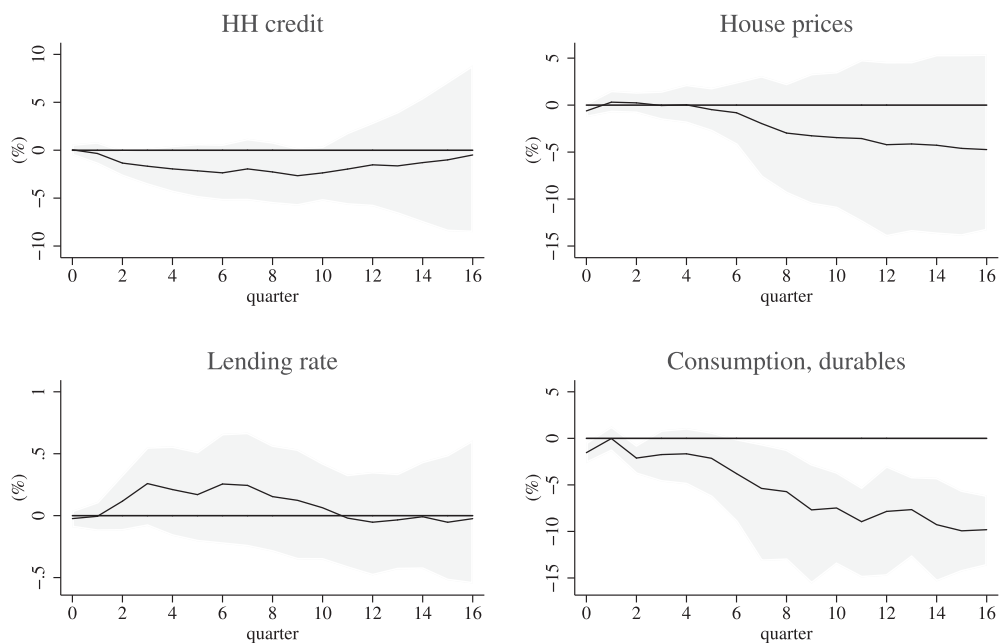 HH credit
10
5
0
−5
−10
(%)
0 2 4 6 8 10 12 14 16
quarter
House prices
5
0
−5
−10
−15
(%)
0 2 4 6 8 10 12 14 16
quarter
Lending rate
1
.5
0
−.5
(%)
0 2 4 6 8 10 12 14 16
quarter
Consumption, durables
5
0
−5
−10
−15
(%)
0 2 4 6 8 10 12 14 16
quarter